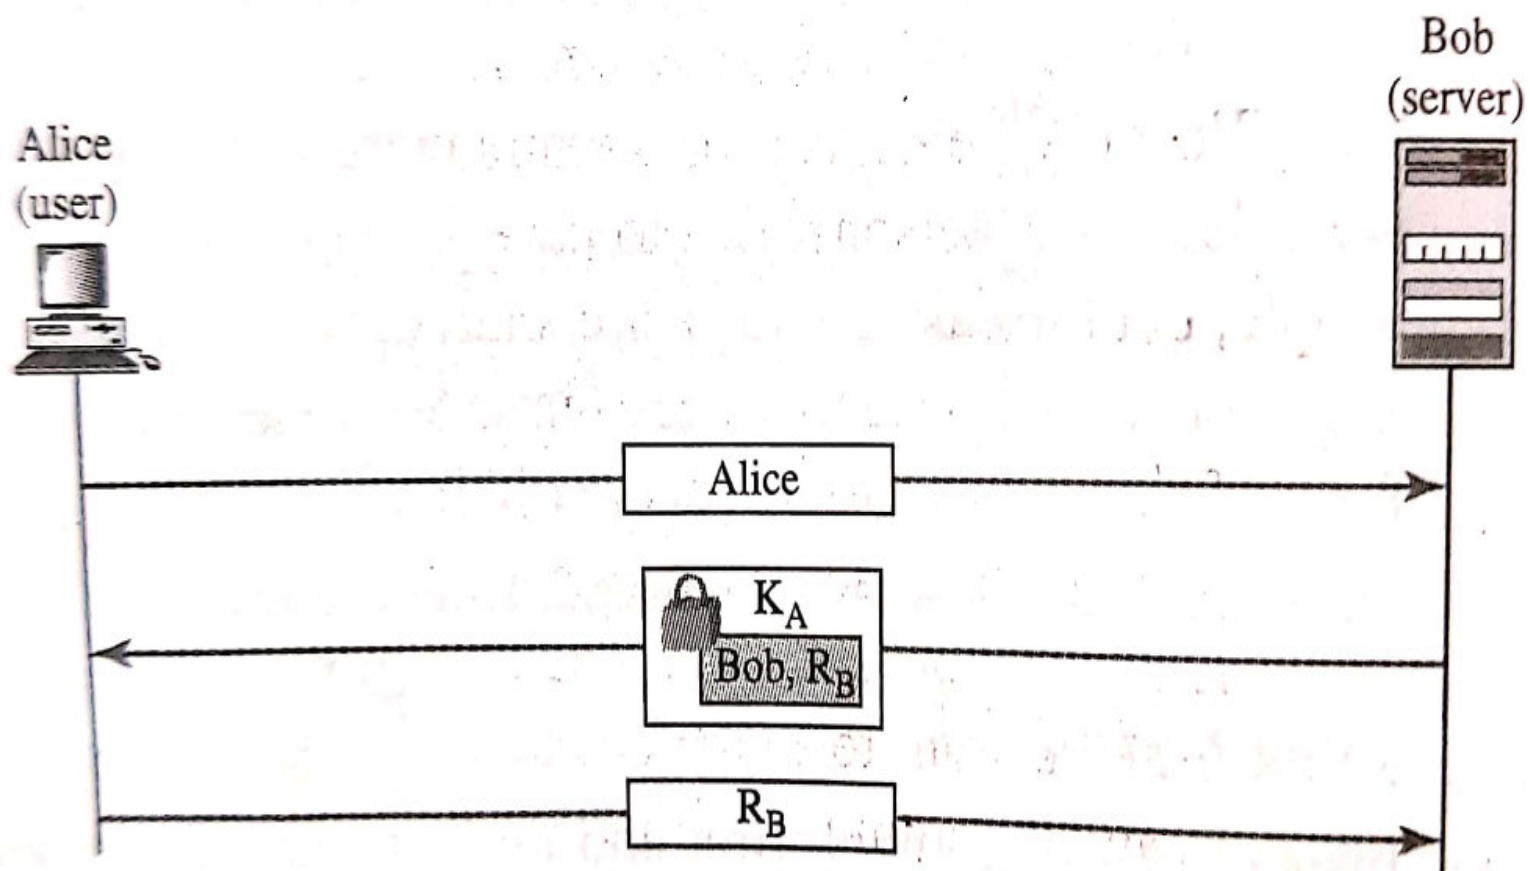 Bob
(server)
Alice
(user)
Alice
K_A
Bob, R_B
R_B